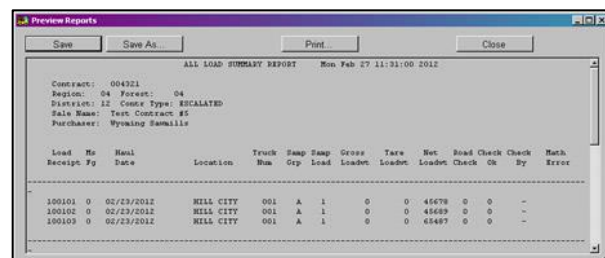 Preview Reports
Save Save As... Print... Close
ALL LOAD SUMMARY REPORT Mon Feb 27 11:31:00 2012
Contract: 004321
Region: 04 Forest: 04
District: 12 Contr Type: ESCALATED
Sale Name: Test Contract #5
Purchaser: Wyoming Sawmills
Load Ms Haul Truck Samp Samp Gross Tare Net Road Check Check Math
Receipt Fg Date Location Num Grp Load Loadwt Loadwt Loadwt Check Ok By Error
100101 0 02/23/2012 HILL CITY 001 A 1 0 0 45678 0 0 -
100102 0 02/23/2012 HILL CITY 001 A 1 0 0 45689 0 0 -
100103 0 02/23/2012 HILL CITY 001 A 1 0 0 65487 0 0 -